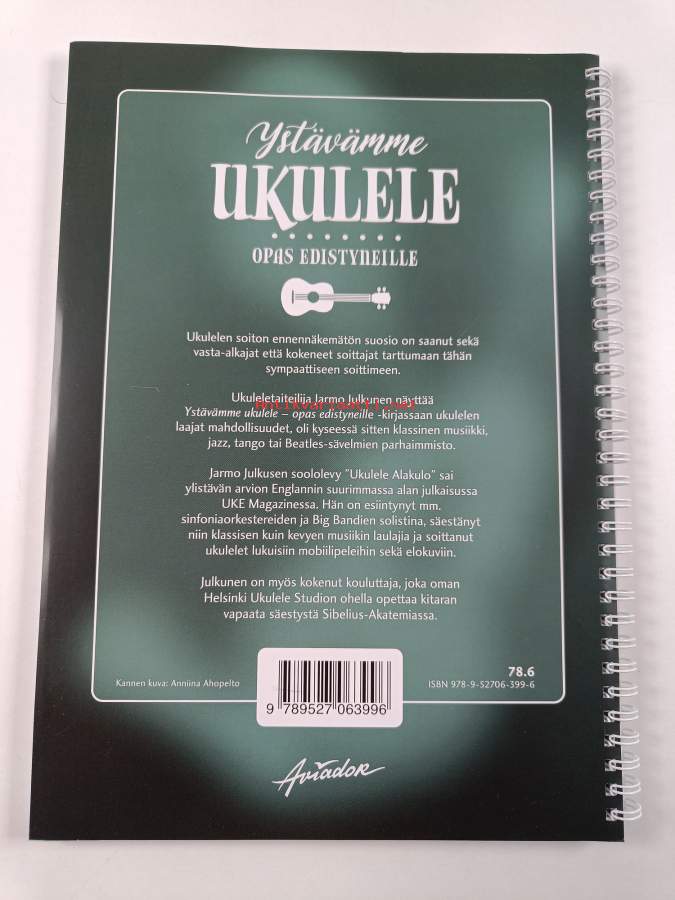 Ystävämme
UKULELE
OPAS EDISTYNEILLE
Ukulelen soiton ennennäkemätön suosio on saanut sekä
vasta-alkajat että kokeneet soittajat tarttumaan tähän
sympaattiseen soittimeen.
Ukuleletaiteilija Jarmo Julkunen näyttää
antikvariaatti.net
Ystävämme ukulele – opas edistyneille -kirjassaan ukulelen
laajat mahdollisuudet, oli kyseessä sitten klassinen musiikki,
jazz, tango tai Beatles-sävelmien parhaimmisto.
Jarmo Julkusen soololevy "Ukulele Alakulo" sai
ylistävän arvion Englannin suurimmassa alan julkaisussa
UKE Magazinessa. Hän on esiintynyt mm.
sinfoniaorkestereiden ja Big Bandien solistina, säestänyt
niin klassisen kuin kevyen musiikin laulajia ja soittanut
ukulelet lukuisiin mobiilipeleihin sekä elokuviin.
Julkunen on myös kokenut kouluttaja, joka oman
Helsinki Ukulele Studion ohella opettaa kitaran
vapaata säestystä Sibelius-Akatemiassa.
78.6
Kannen kuva: Anniina Ahopelto
ISBN 978-9-52706-399-6
9 789527 063996
Aviador